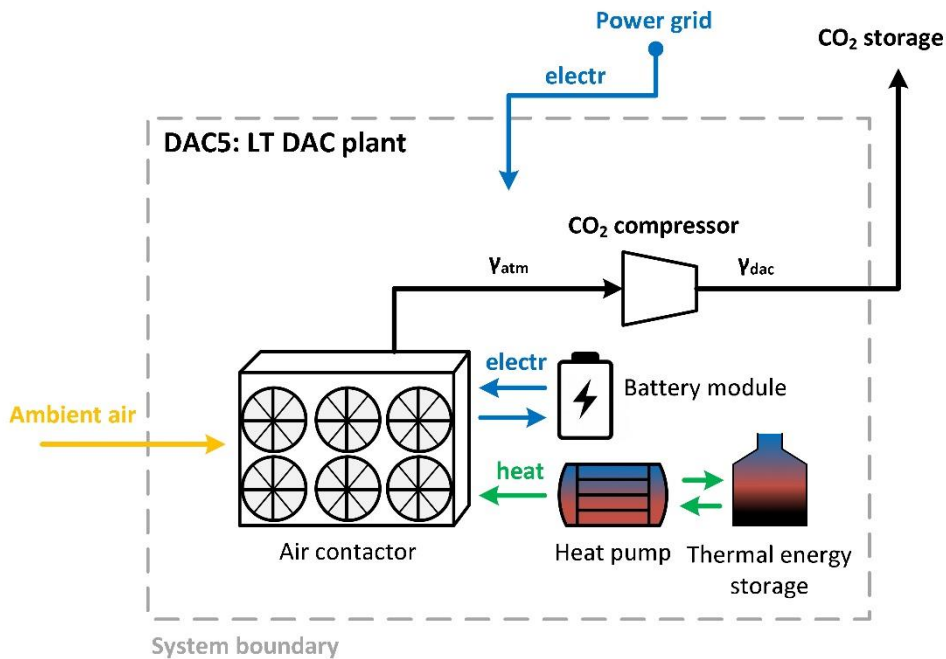 Power grid
CO₂ storage
electr
DAC5: LT DAC plant
CO₂ compressor
γatm
γdac
electr
Battery module
Ambient air
heat
Air contactor
Heat pump
Thermal energy
storage
System boundary